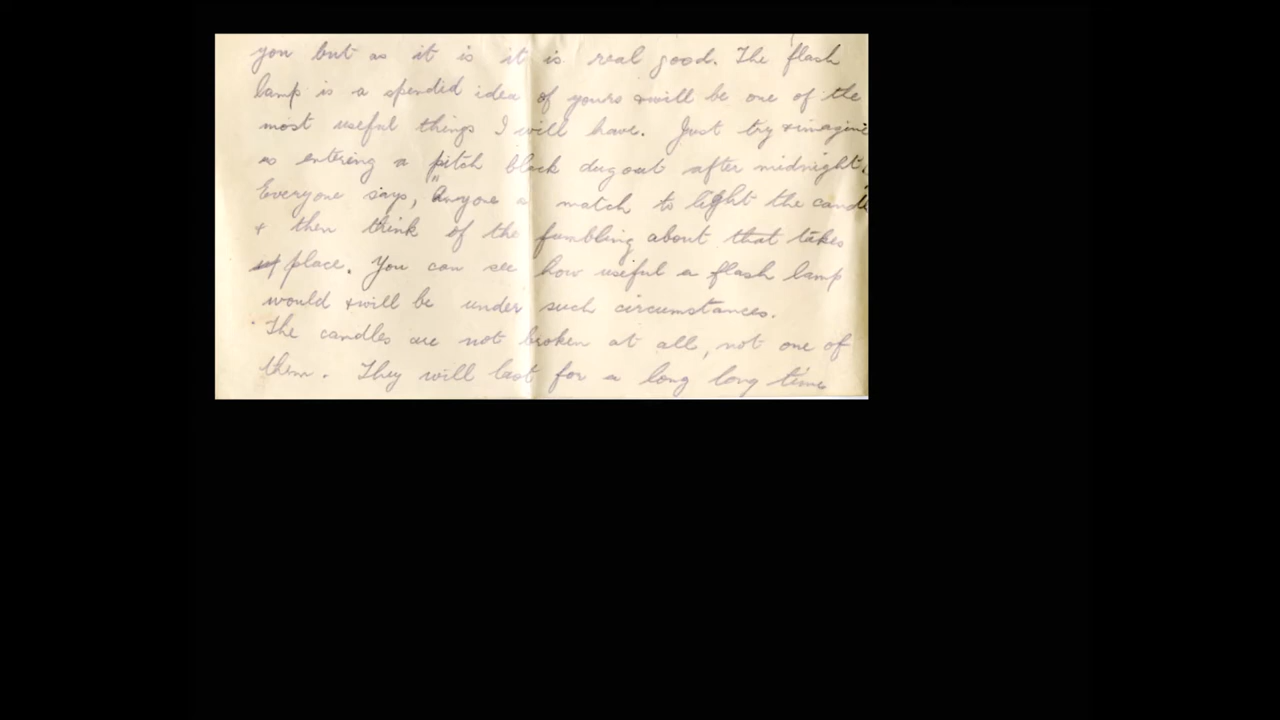 you but as it is it is real good. The flash
lamp is a spendid idea of yours & will be one of the
most useful things I will have. Just try & imagine
us entering a pitch black dugout after midnight.
Everyone says, "Anyone a match to light the candle"
& then think of the fumbling about that takes
place. You can see how useful a flash lamp
would & will be under such circumstances.
The candles are not broken at all, not one of
them. They will last for a long long time